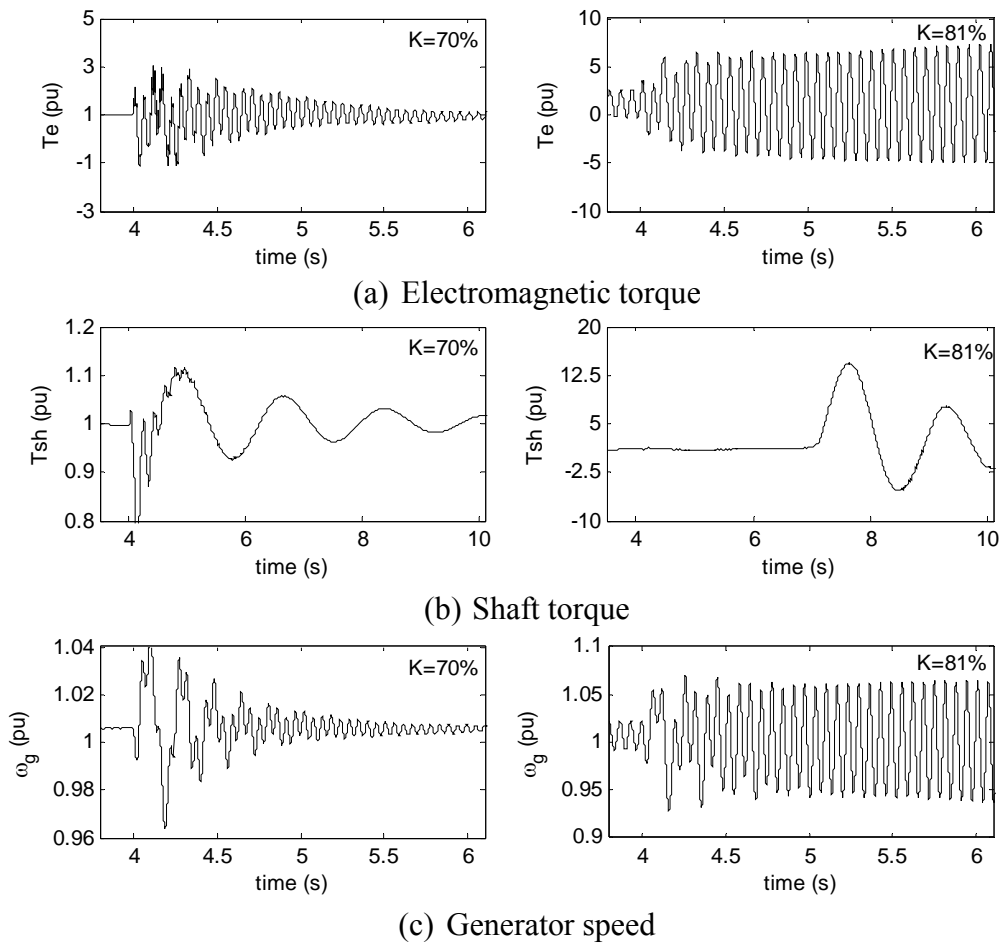 5
3
1
-1
-3
Te (pu)
K=70%
4 4.5 5 5.5 6
time (s)
10
5
0
-5
-10
Te (pu)
K=81%
4 4.5 5 5.5 6
time (s)
(a) Electromagnetic torque
1.2
1.1
1
0.9
0.8
Tsh (pu)
K=70%
4 6 8 10
time (s)
20
12.5
5
-2.5
-10
Tsh (pu)
K=81%
4 6 8 10
time (s)
(b) Shaft torque
1.04
1.02
1
0.98
0.96
ωg (pu)
K=70%
4 4.5 5 5.5 6
time (s)
1.1
1.05
1
0.95
0.9
ωg (pu)
K=81%
4 4.5 5 5.5 6
time (s)
(c) Generator speed